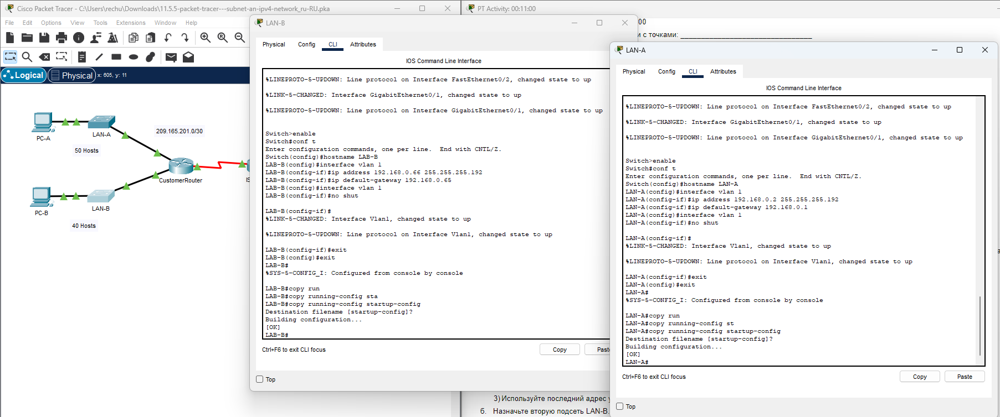 Cisco Packet Tracer - C:\Users\rechu\Downloads\11.5.5-packet-tracer---subnet-an-ipv4-network_ru-RU.pka
File Edit Options View Tools Extensions Window Help
Logical Physical x: 605, y: 11
PC-A
LAN-A
50 Hosts
209.165.201.0/30
CustomerRouter
PC-B
LAN-B
40 Hosts
PT Activity: 00:11:00
00
и с точками:
LAN-B
Physical Config CLI Attributes
IOS Command Line Interface
%LINEPROTO-5-UPDOWN: Line protocol on Interface FastEthernet0/2, changed state to up
%LINK-5-CHANGED: Interface GigabitEthernet0/1, changed state to up
%LINEPROTO-5-UPDOWN: Line protocol on Interface GigabitEthernet0/1, changed state to up
Switch>enable
Switch#conf t
Enter configuration commands, one per line.  End with CNTL/Z.
Switch(config)#hostname LAB-B
LAB-B(config)#interface vlan 1
LAB-B(config-if)#ip address 192.168.0.66 255.255.255.192
LAB-B(config-if)#ip default-gateway 192.168.0.65
LAB-B(config)#interface vlan 1
LAB-B(config-if)#no shut
LAB-B(config-if)#
%LINK-5-CHANGED: Interface Vlan1, changed state to up
%LINEPROTO-5-UPDOWN: Line protocol on Interface Vlan1, changed state to up
LAB-B(config-if)#exit
LAB-B(config)#exit
LAB-B#
%SYS-5-CONFIG_I: Configured from console by console
LAB-B#copy run
LAB-B#copy running-config sta
LAB-B#copy running-config startup-config
Destination filename [startup-config]?
Building configuration...
[OK]
LAB-B#
Ctrl+F6 to exit CLI focus
Copy
Top
LAN-A
Physical Config CLI Attributes
IOS Command Line Interface
%LINEPROTO-5-UPDOWN: Line protocol on Interface FastEthernet0/2, changed state to up
%LINK-5-CHANGED: Interface GigabitEthernet0/1, changed state to up
%LINEPROTO-5-UPDOWN: Line protocol on Interface GigabitEthernet0/1, changed state to up
Switch>enable
Switch#conf t
Enter configuration commands, one per line.  End with CNTL/Z.
Switch(config)#hostname LAN-A
LAN-A(config)#interface vlan 1
LAN-A(config-if)#ip address 192.168.0.2 255.255.255.192
LAN-A(config-if)#ip default-gateway 192.168.0.1
LAN-A(config)#interface vlan 1
LAN-A(config-if)#no shut
LAN-A(config-if)#
%LINK-5-CHANGED: Interface Vlan1, changed state to up
%LINEPROTO-5-UPDOWN: Line protocol on Interface Vlan1, changed state to up
LAN-A(config-if)#exit
LAN-A(config)#exit
LAN-A#
%SYS-5-CONFIG_I: Configured from console by console
LAN-A#copy run
LAN-A#copy running-config st
LAN-A#copy running-config startup-config
Destination filename [startup-config]?
Building configuration...
[OK]
LAN-A#
Ctrl+F6 to exit CLI focus
Copy Paste
Top
3) Используйте последний адрес
б. Назначьте вторую подсеть LAN-B.